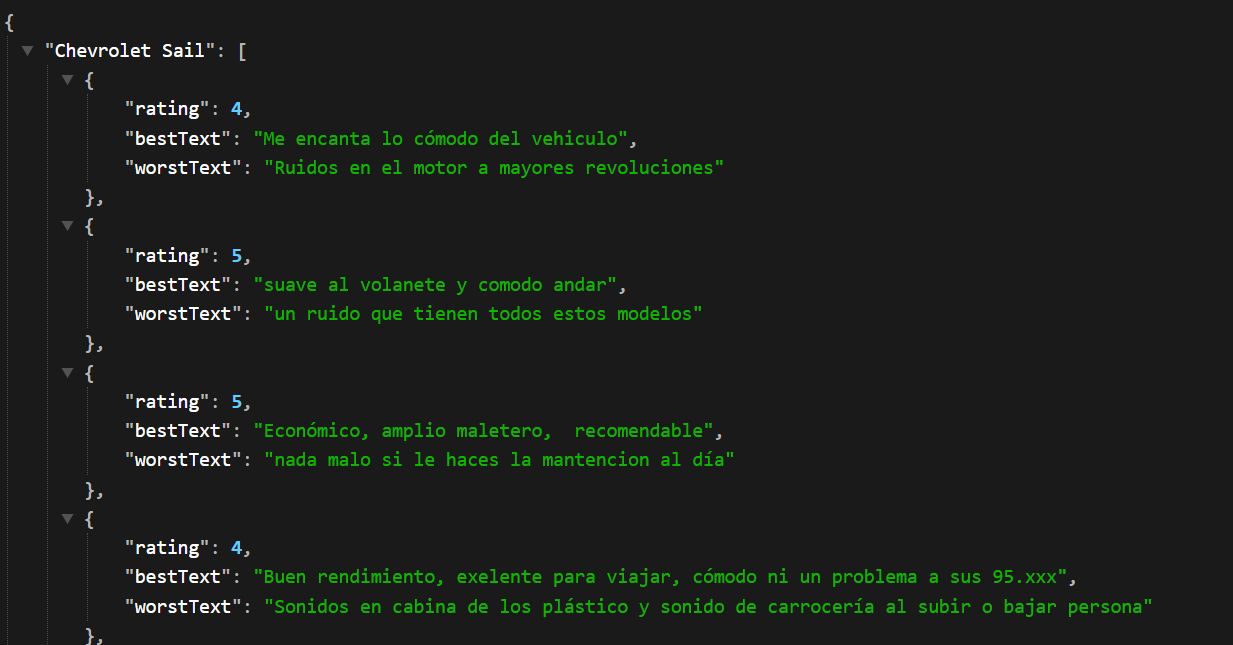 {
"Chevrolet Sail": [
{
"rating": 4,
"bestText": "Me encanta lo cómodo del vehiculo",
"worstText": "Ruidos en el motor a mayores revoluciones"
},
{
"rating": 5,
"bestText": "suave al volanete y comodo andar",
"worstText": "un ruido que tienen todos estos modelos"
},
{
"rating": 5,
"bestText": "Económico, amplio maletero,  recomendable",
"worstText": "nada malo si le haces la mantencion al día"
},
{
"rating": 4,
"bestText": "Buen rendimiento, exelente para viajar, cómodo ni un problema a sus 95.xxx",
"worstText": "Sonidos en cabina de los plástico y sonido de carrocería al subir o bajar persona"
},